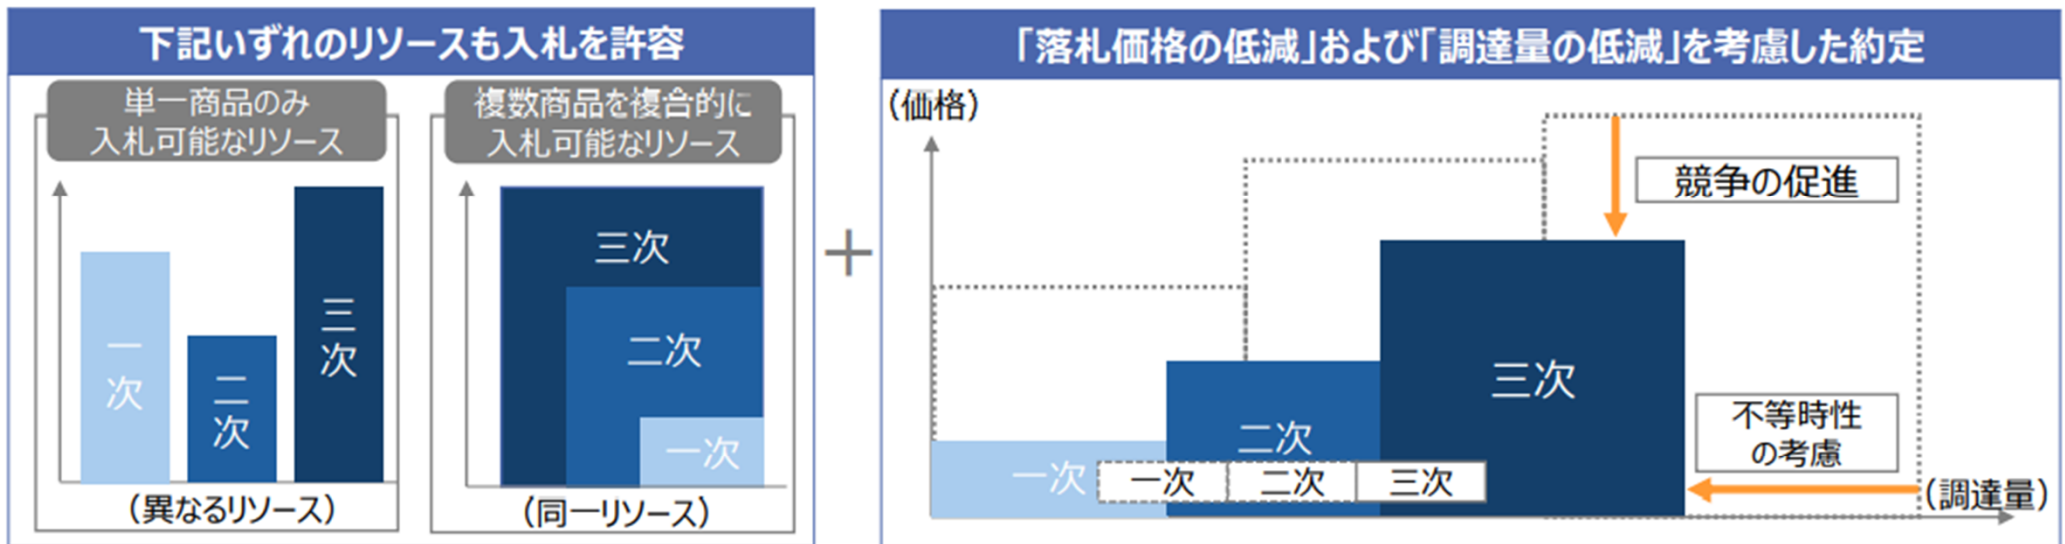 下記いずれのリソースも入札を許容
単一商品のみ
入札可能なリソース
一次
二次
三次
(異なるリソース)
複数商品を複合的に
入札可能なリソース
三次
二次
一次
(同一リソース)
＋
「落札価格の低減」および「調達量の低減」を考慮した約定
(価格)
競争の促進
三次
二次
一次
一次
二次
三次
不等時性
の考慮
(調達量)